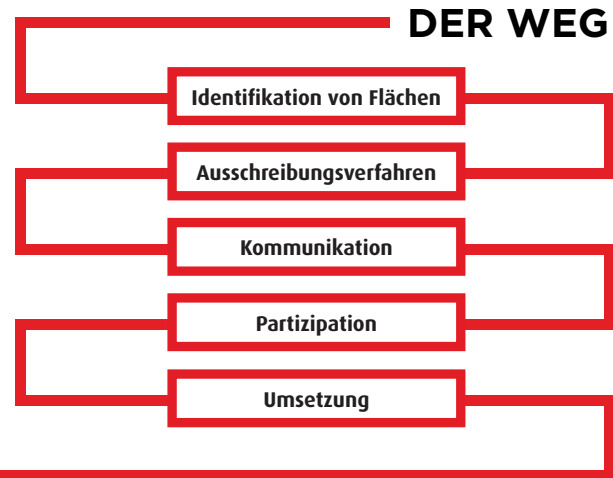 DER WEG
Identifikation von Flächen
Ausschreibungsverfahren
Kommunikation
Partizipation
Umsetzung